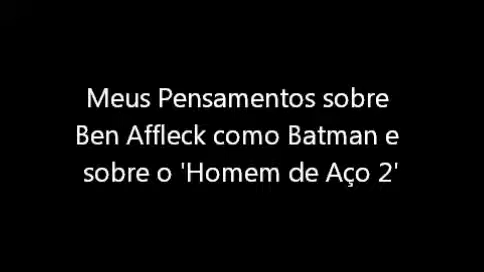 Meus Pensamentos sobre
Ben Affleck como Batman e
sobre o 'Homem de Aço 2'